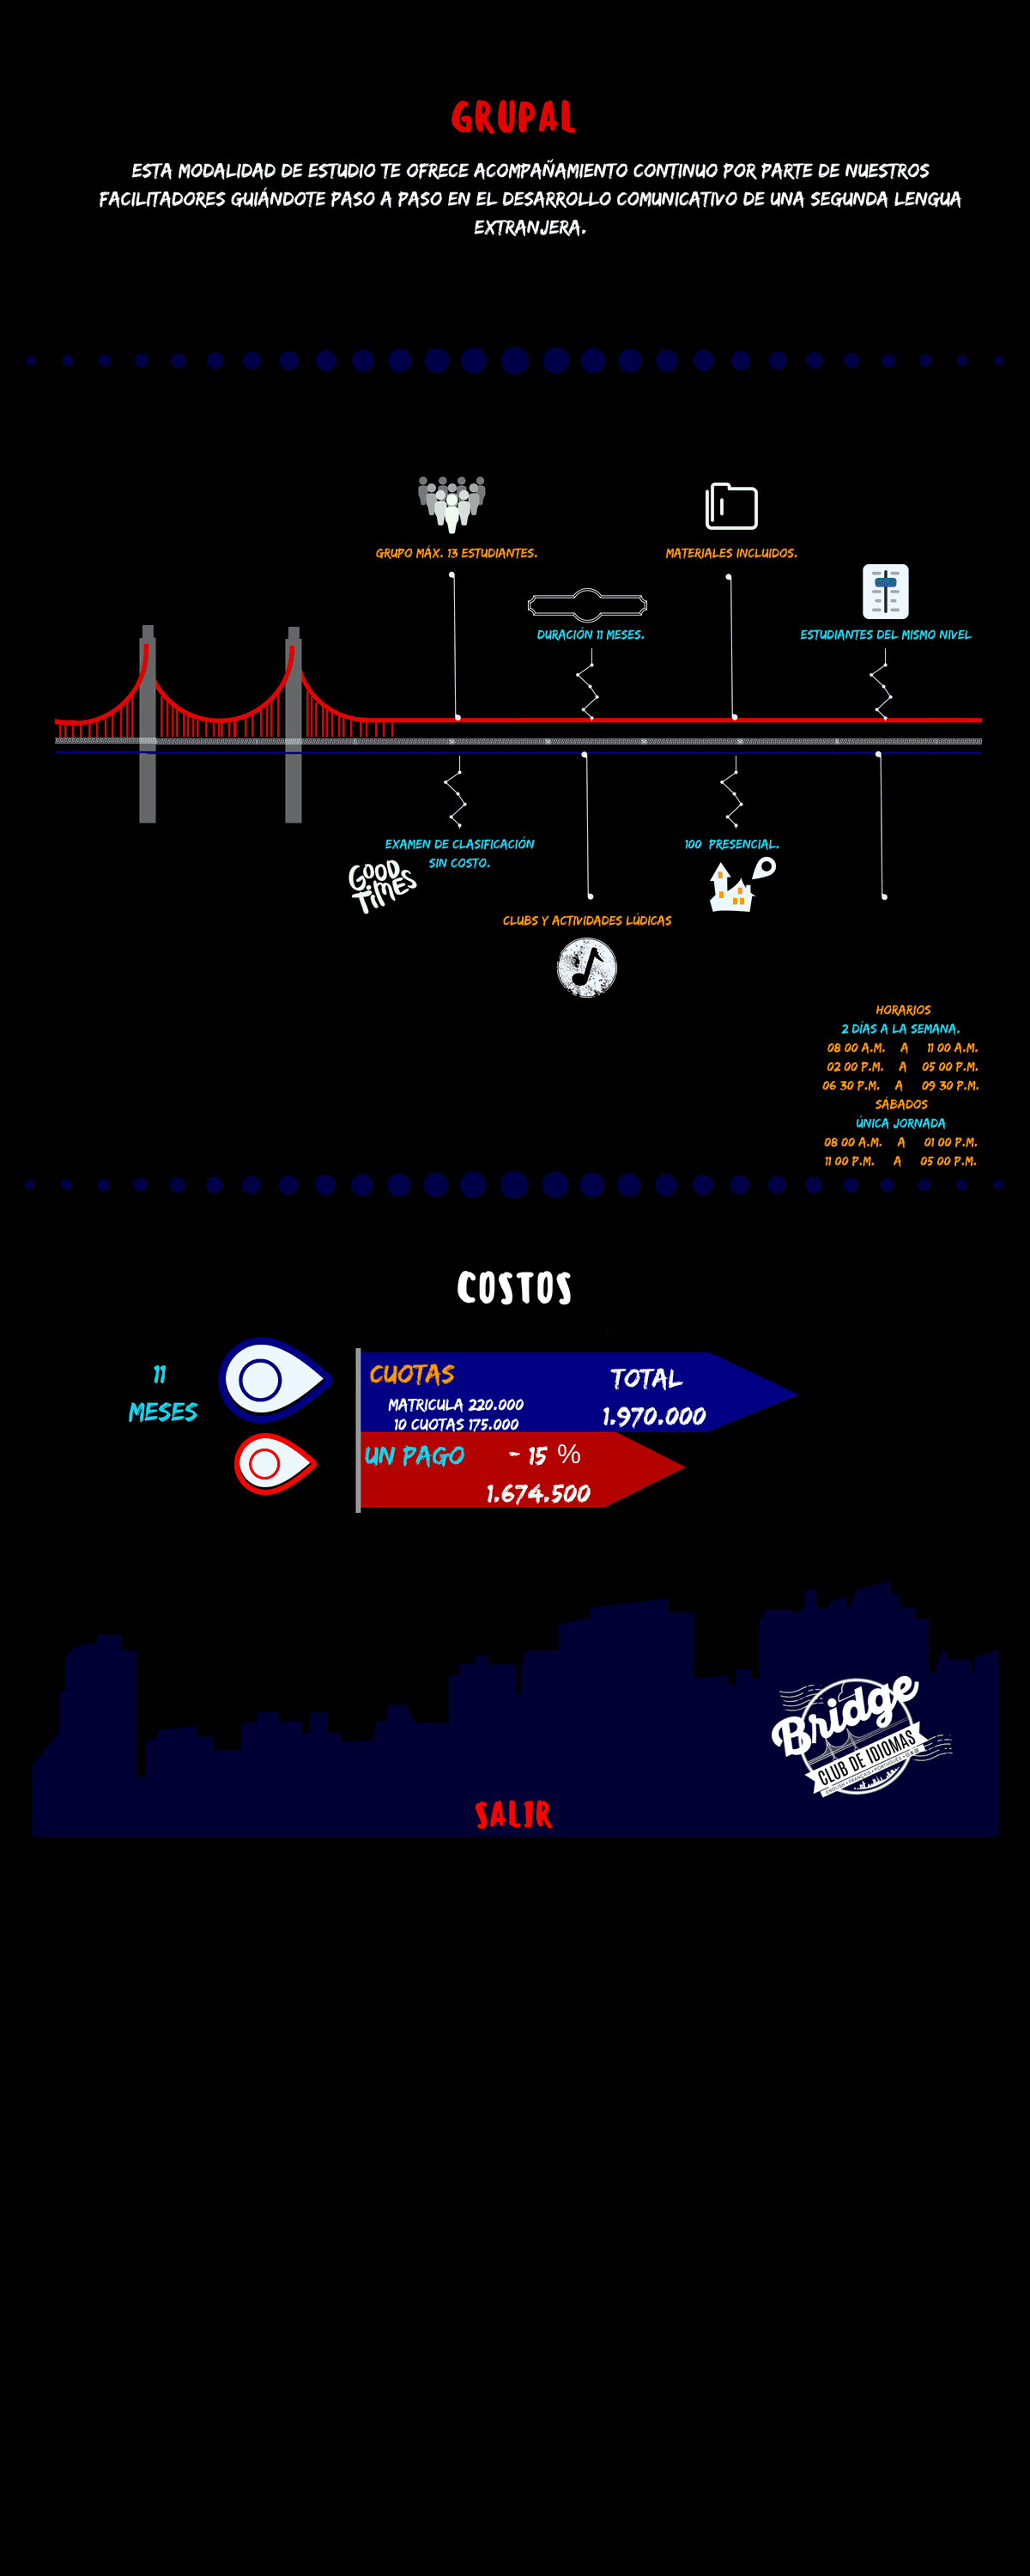 GRUPAL
ESTA MODALIDAD DE ESTUDIO TE OFRECE ACOMPAÑAMIENTO CONTINUO POR PARTE DE NUESTROS
FACILITADORES GUIÁNDOTE PASO A PASO EN EL DESARROLLO COMUNICATIVO DE UNA SEGUNDA LENGUA
EXTRANJERA.
GRUPO MÁX. 13 ESTUDIANTES.
MATERIALES INCLUIDOS.
DURACIÓN 11 MESES.
ESTUDIANTES DEL MISMO NIVEL
EXAMEN DE CLASIFICACIÓN
SIN COSTO.
100 PRESENCIAL.
GOOD
TIMES
CLUBS Y ACTIVIDADES LÚDICAS
HORARIOS
2 DÍAS A LA SEMANA.
08 00 A.M. A 11 00 A.M.
02 00 P.M. A 05 00 P.M.
06 30 P.M. A 09 30 P.M.
SÁBADOS
ÚNICA JORNADA
08 00 A.M. A 01 00 P.M.
11 00 P.M. A 05 00 P.M.
COSTOS
11
MESES
CUOTAS
TOTAL
MATRICULA 220.000
10 CUOTAS 175.000
1.970.000
UN PAGO - 15 %
1.674.500
Bridge
CLUB DE IDIOMAS
SALIR